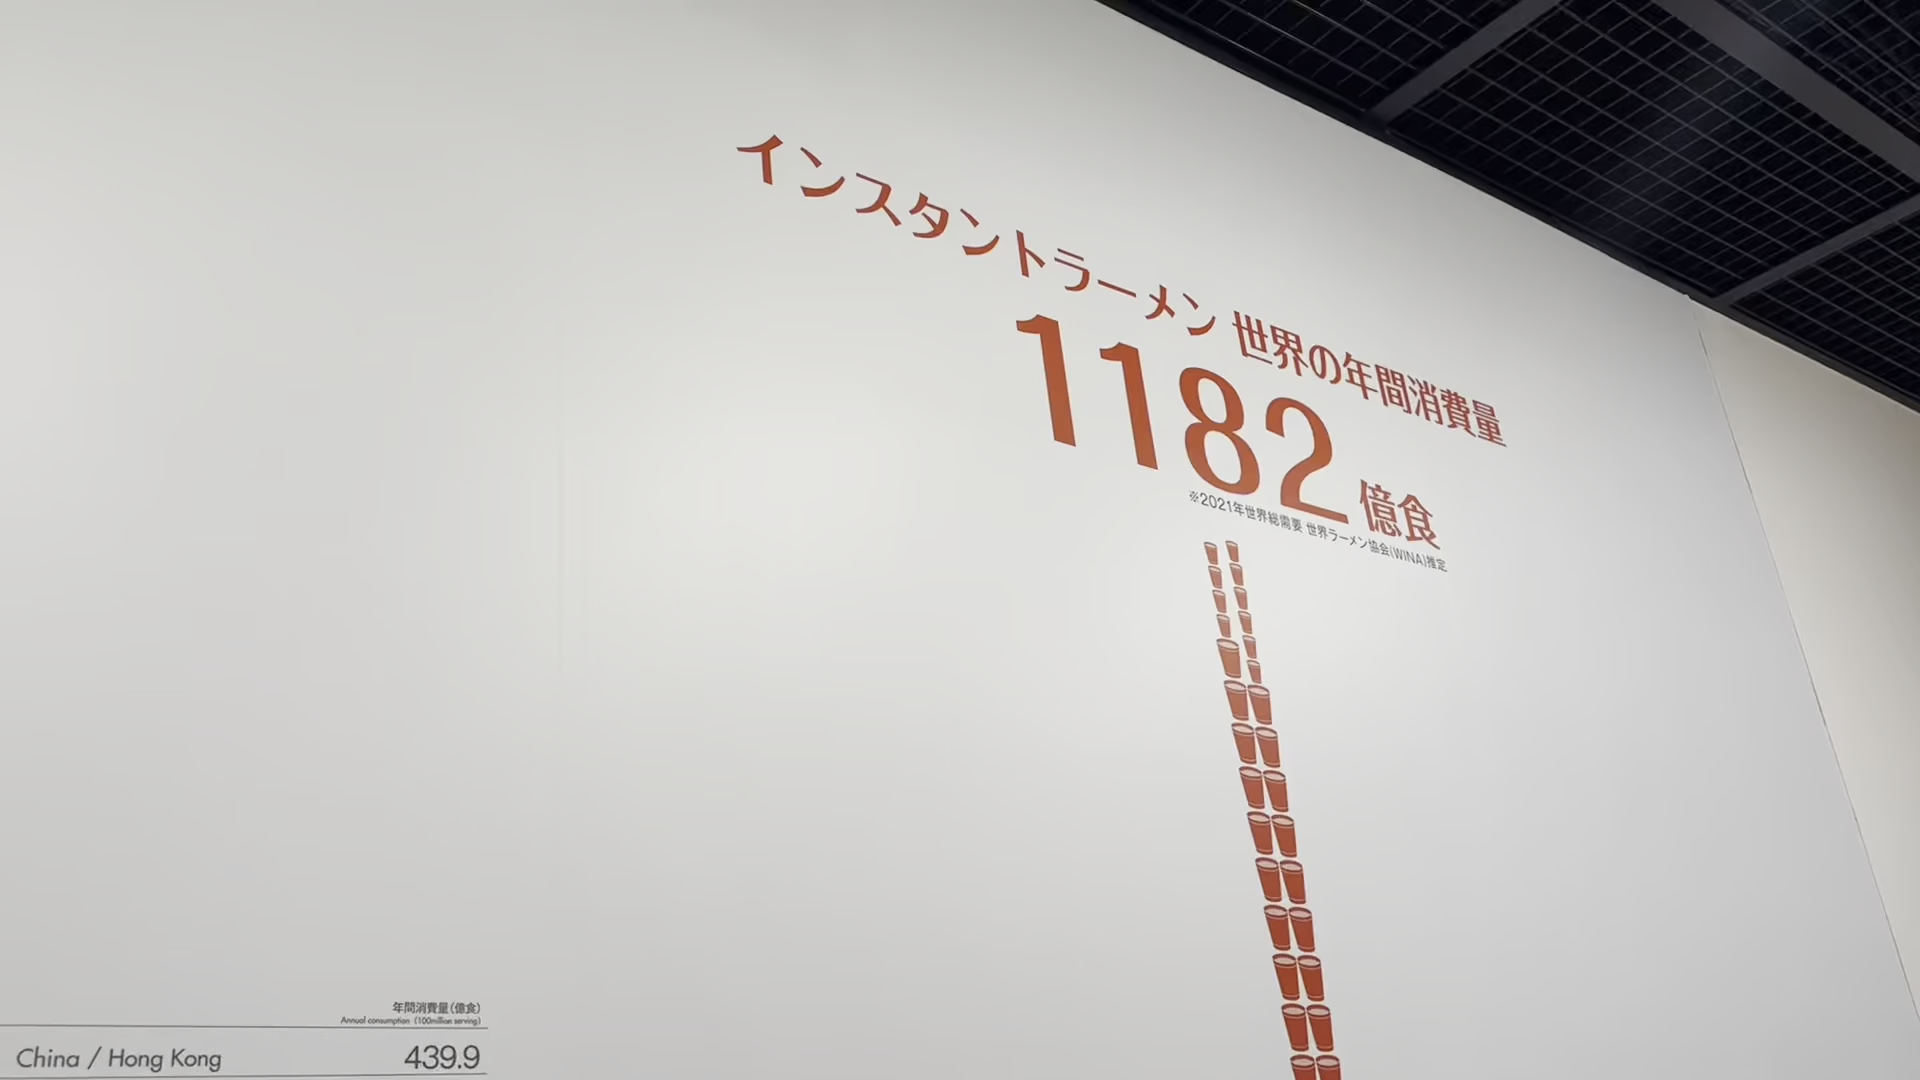 インスタントラーメン 世界の年間消費量
1182億食
※2021年世界総需要 世界ラーメン協会(WINA)推定
年間消費量(億食)
Annual consumption (100million serving)
China / Hong Kong 439.9